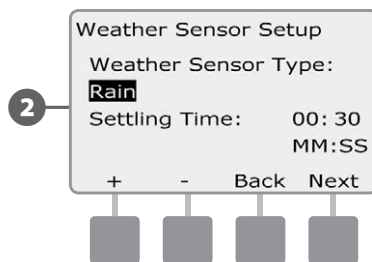 Weather Sensor Setup
Weather Sensor Type:
Rain
2
Settling Time: 00: 30
MM:SS
+ - Back Next